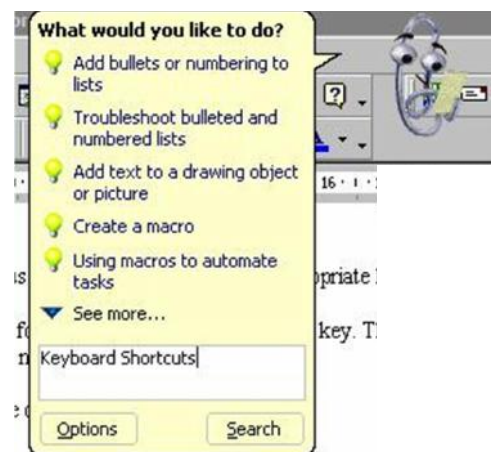 What would you like to do?
Add bullets or numbering to
lists
Troubleshoot bulleted and
numbered lists
Add text to a drawing object
or picture
Create a macro
Using macros to automate
tasks
See more...
Keyboard Shortcuts
Options
Search
16
key.